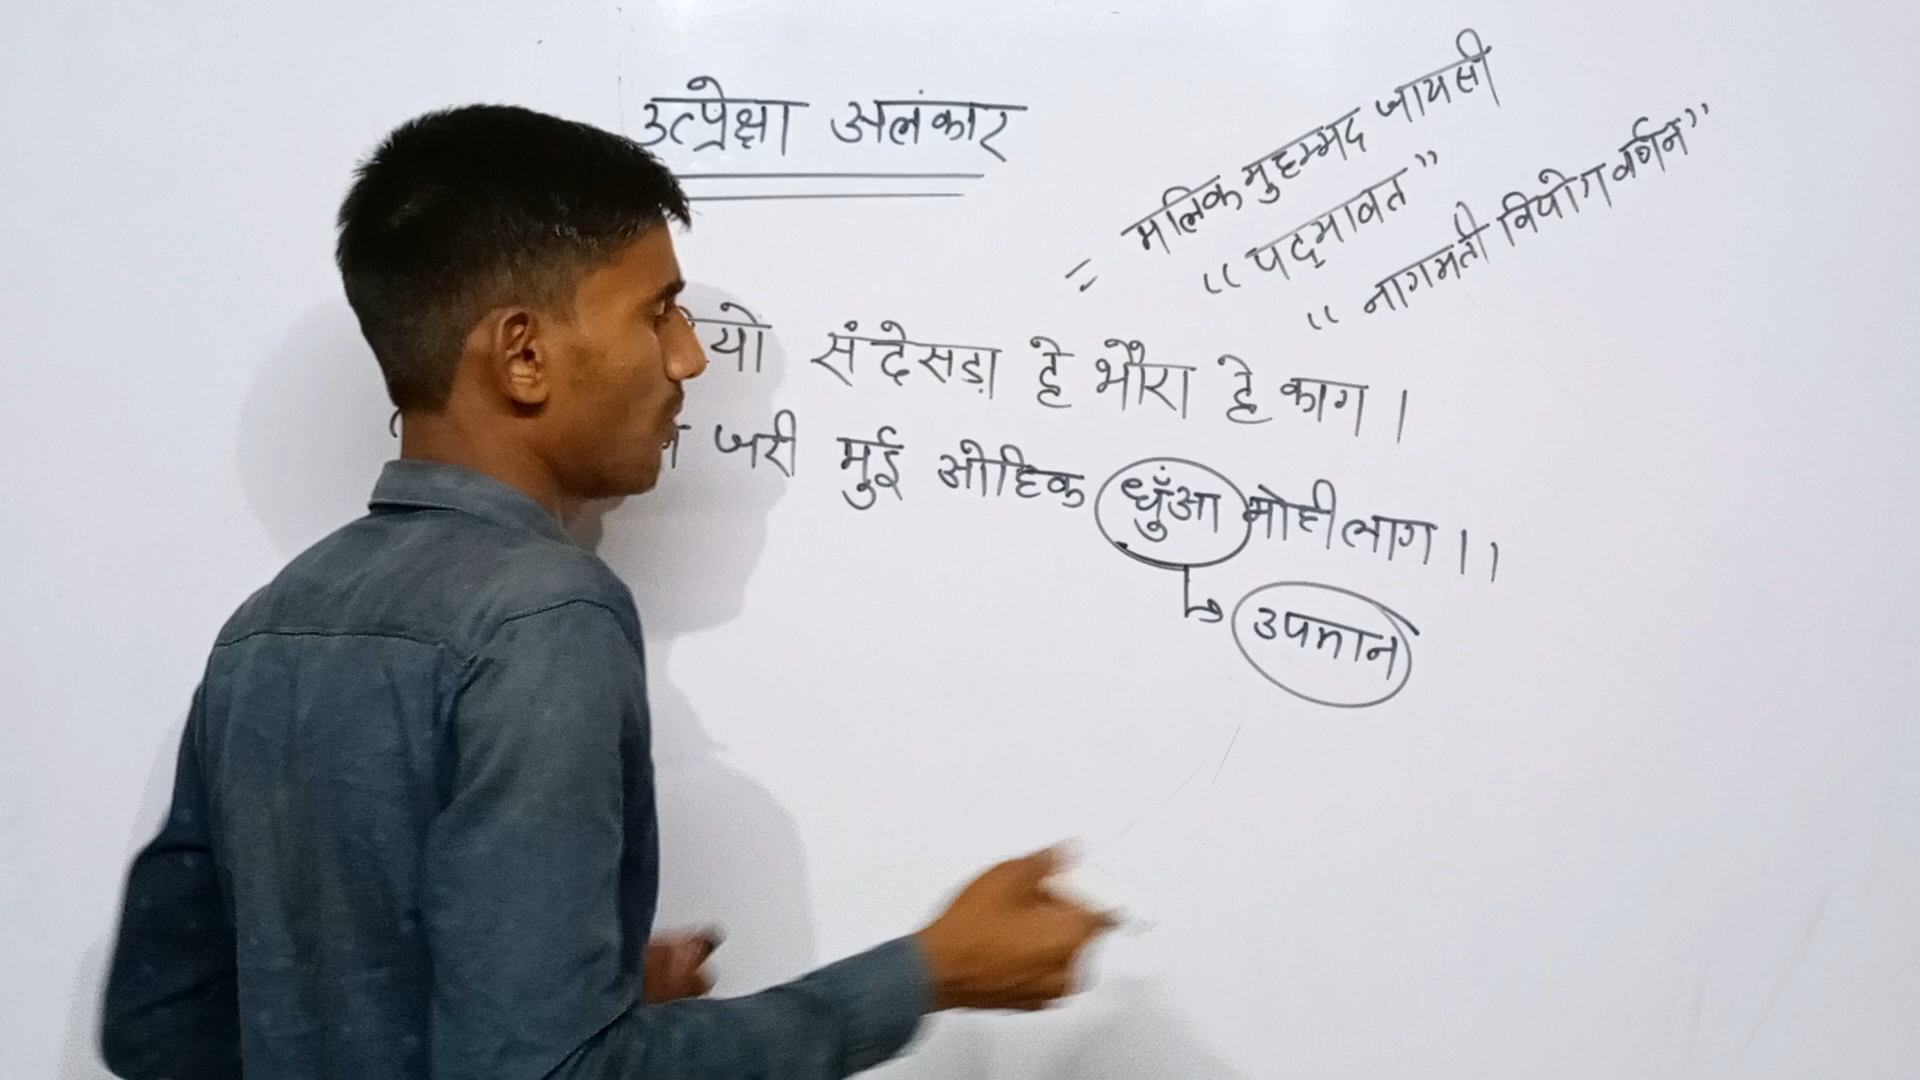 उत्प्रेक्षा अलंकार
= मलिक मुहम्मद जायसी
"पद्मावत"
"नागमती वियोग वर्णन"
यो संदेसड़ा हे भौंरा हे काग ।
जरी मुई ओहिक धुँआ मोही लाग ।।
उपमान